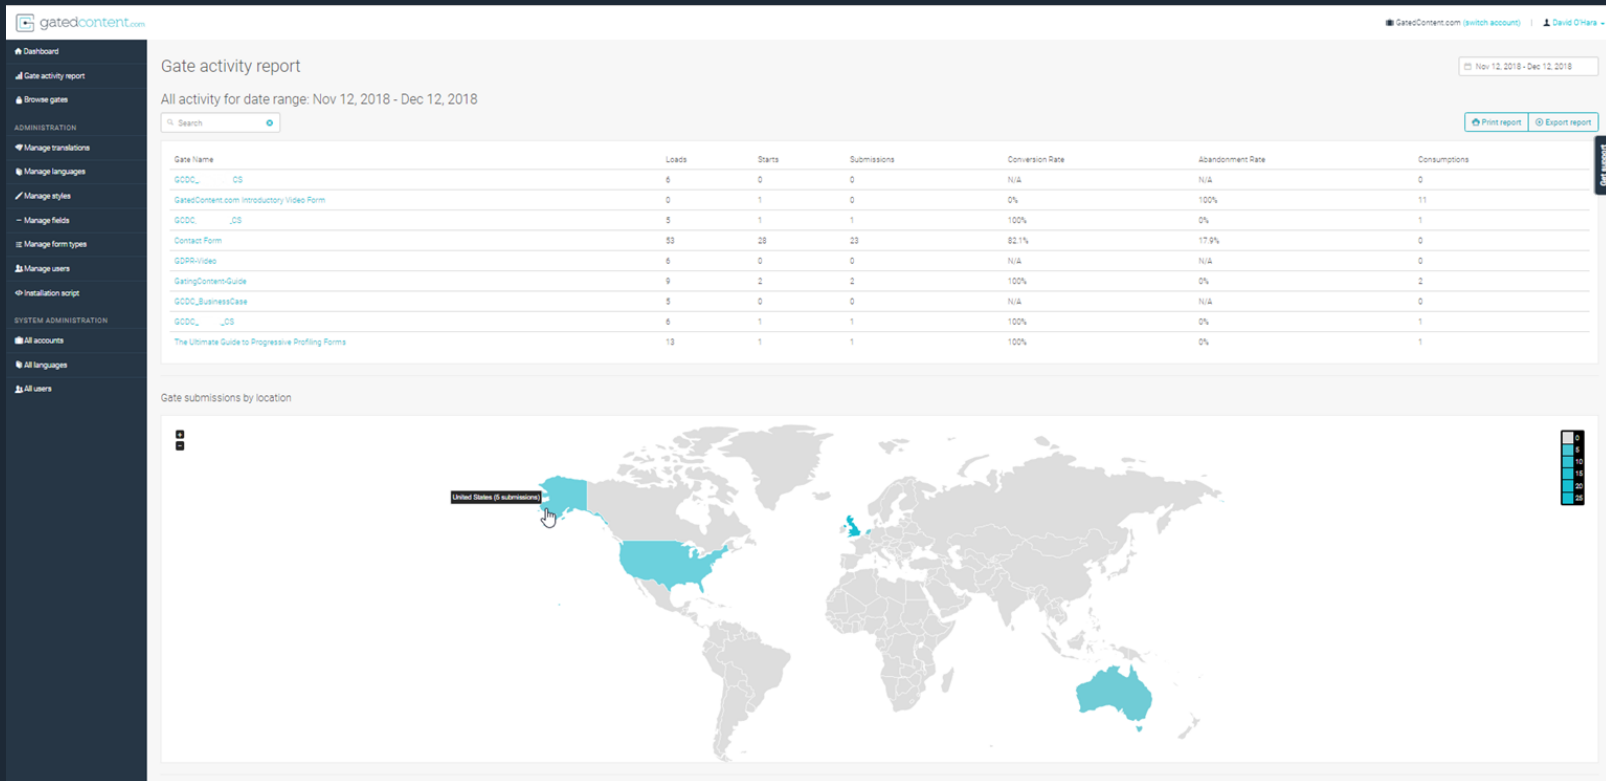 gatedcontent.com
GatedContent.com (switch account) | David O'Hara
Dashboard
Gate activity report
Browse gates
ADMINISTRATION
Manage translations
Manage languages
Manage styles
Manage fields
Manage form types
Manage users
Installation script
SYSTEM ADMINISTRATION
All accounts
All languages
All users
Gate activity report
Nov 12, 2018 - Dec 12, 2018
All activity for date range: Nov 12, 2018 - Dec 12, 2018
Search
Print report Export report
Get support
Gate Name Loads Starts Submissions Conversion Rate Abandonment Rate Consumptions
GCDC_ CS 6 0 0 N/A N/A 0
GatedContent.com Introductory Video Form 0 1 0 0% 100% 11
GCDC_ _CS 5 1 1 100% 0% 1
Contact Form 53 28 23 82.1% 17.9% 0
GDPR-Video 6 0 0 N/A N/A 0
GatingContent-Guide 9 2 2 100% 0% 2
GCDC_BusinessCase 5 0 0 N/A N/A 0
GCDC_ _CS 6 1 1 100% 0% 1
The Ultimate Guide to Progressive Profiling Forms 13 1 1 100% 0% 1
Gate submissions by location
+
-
United States (5 submissions)
0
5
10
15
20
25